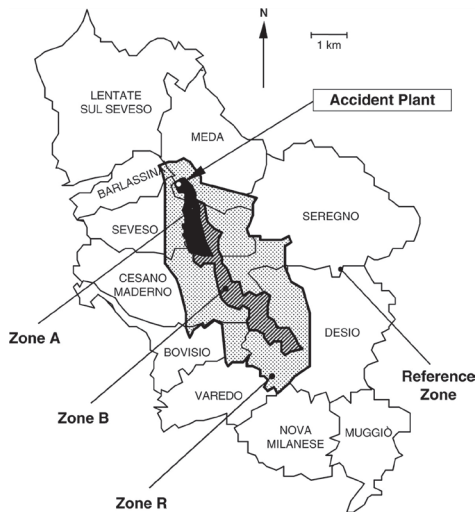 N
1 km
LENTATE
SUL SEVESO
Accident Plant
MEDA
BARLASSINA
SEREGNO
SEVESO
CESANO
MADERNO
Zone A
DESIO
BOVISIO
Reference
Zone
VAREDO
Zone B
NOVA
MILANESE
MUGGIÒ
Zone R